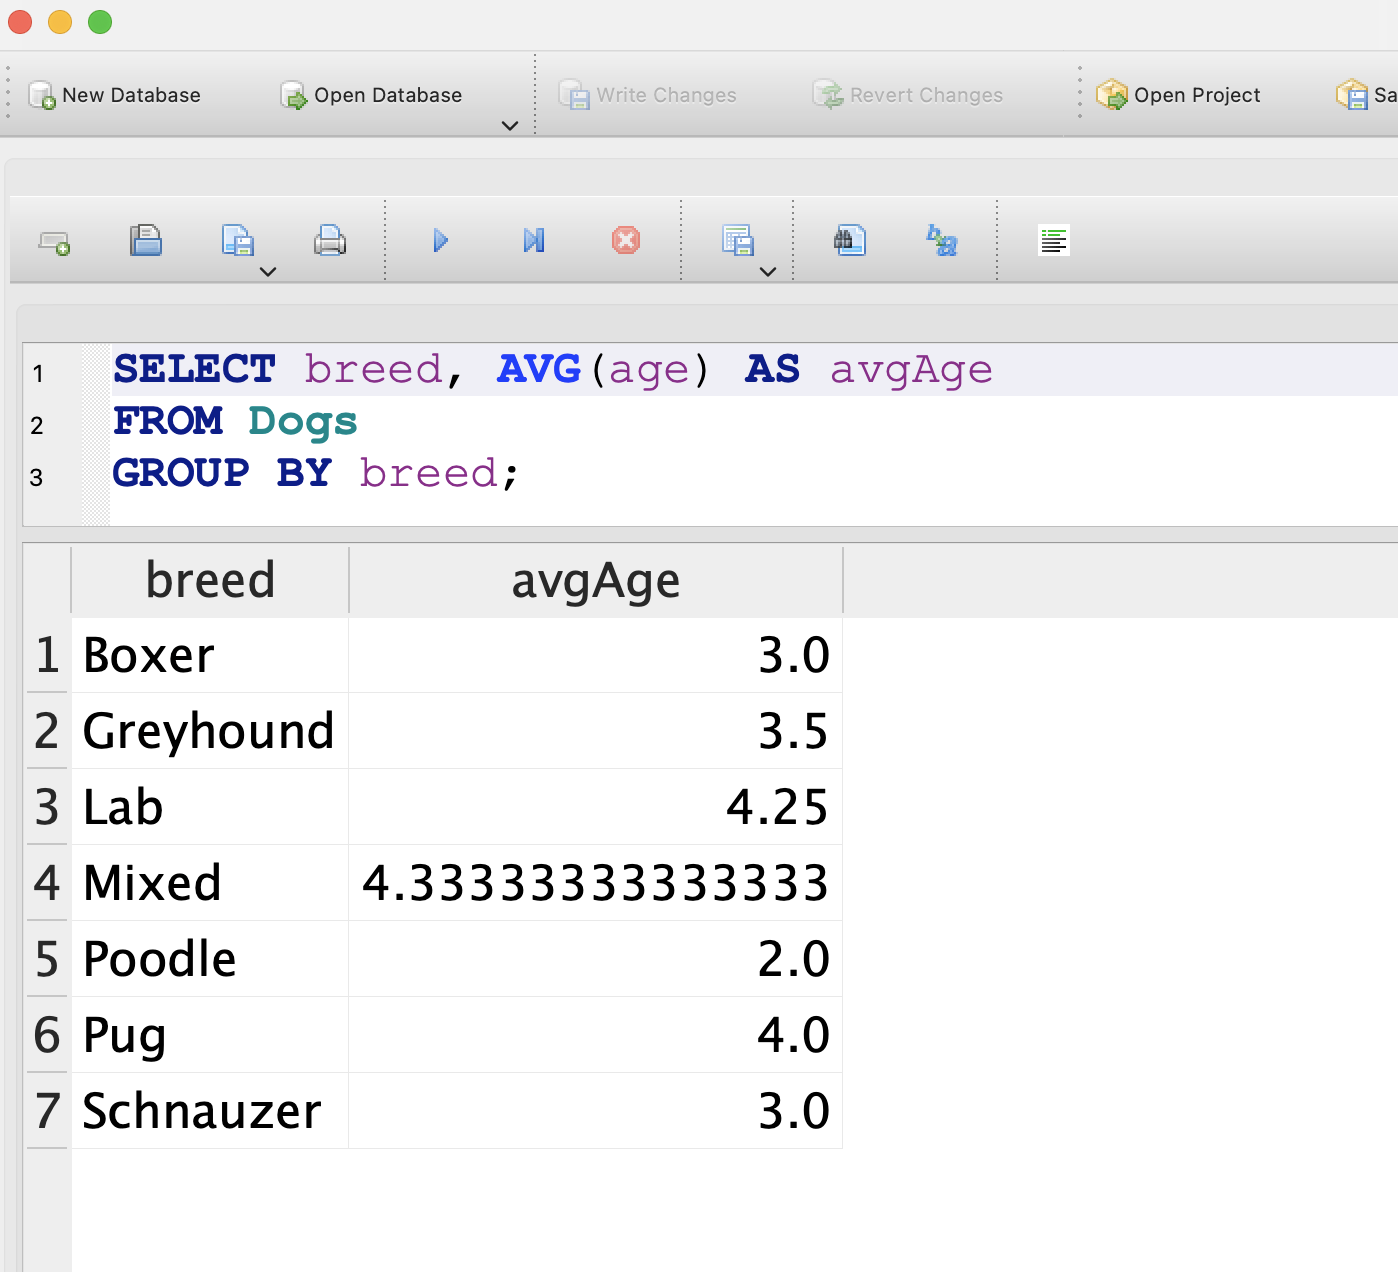 New Database Open Database Write Changes Revert Changes Open Project Sa
1 SELECT breed, AVG(age) AS avgAge
2 FROM Dogs
3 GROUP BY breed;
breed avgAge
1 Boxer 3.0
2 Greyhound 3.5
3 Lab 4.25
4 Mixed 4.33333333333333
5 Poodle 2.0
6 Pug 4.0
7 Schnauzer 3.0